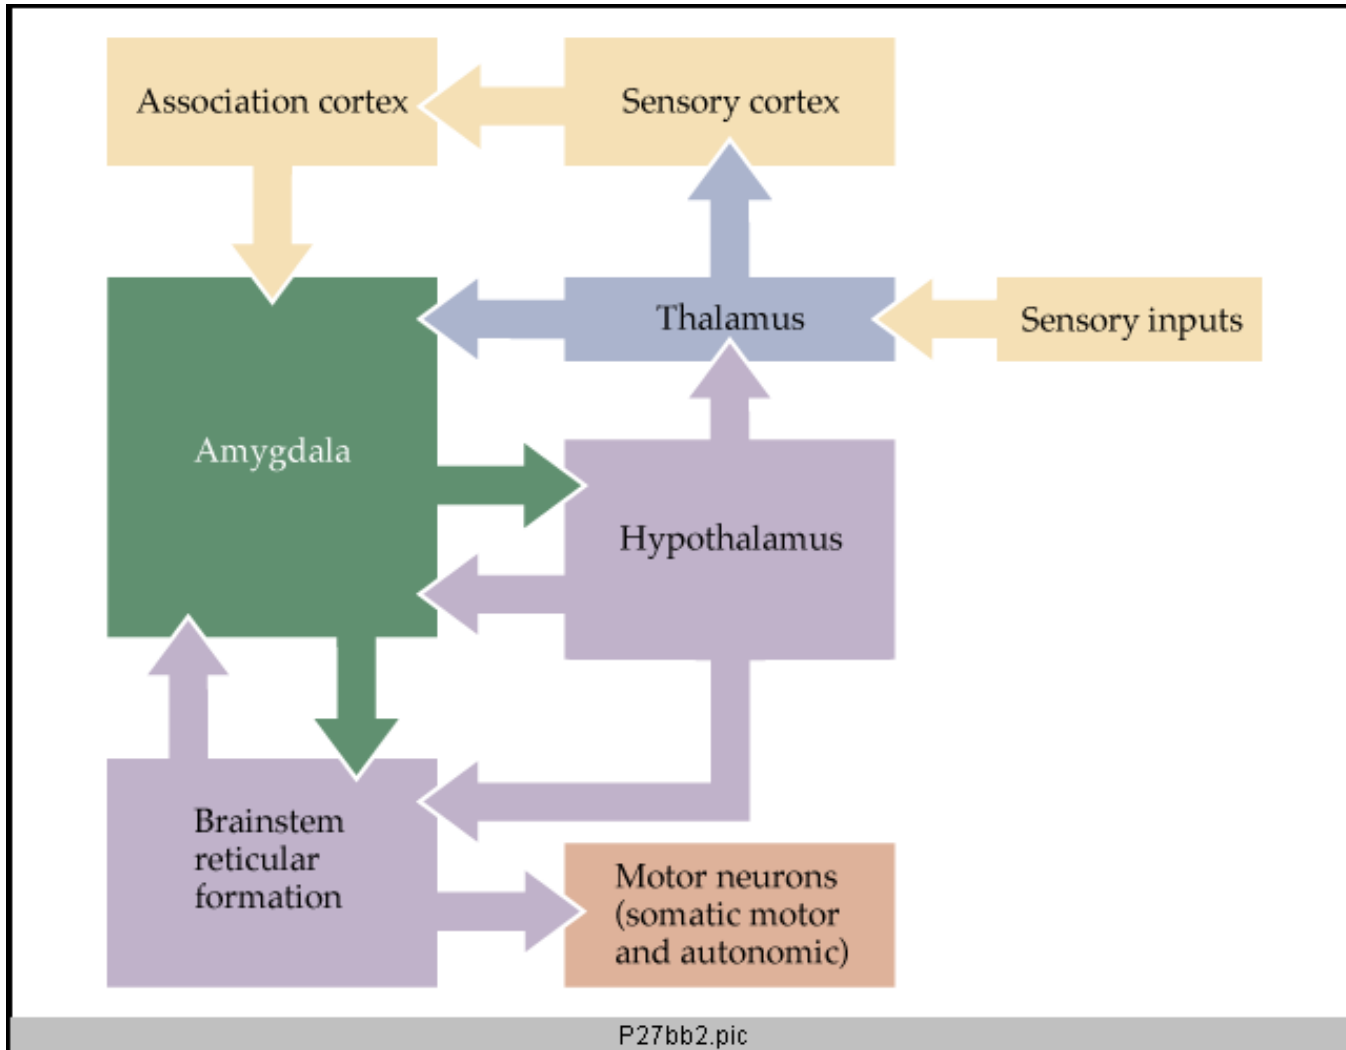 Association cortex
Sensory cortex
Thalamus
Sensory inputs
Amygdala
Hypothalamus
Brainstem
reticular
formation
Motor neurons
(somatic motor
and autonomic)
P27bb2.pic